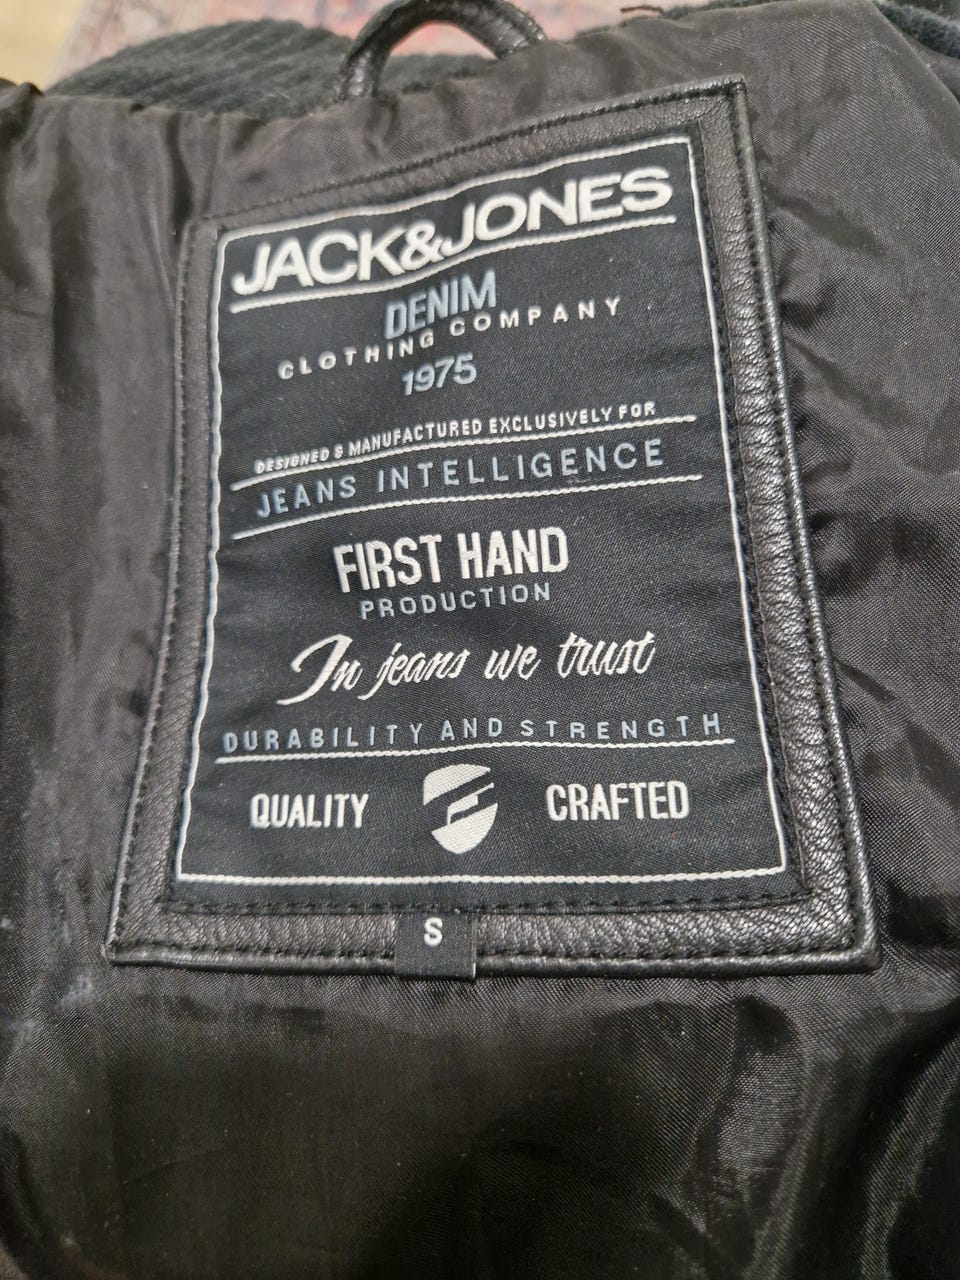 JACK&JONES
DENIM
CLOTHING COMPANY
1975
DESIGNED & MANUFACTURED EXCLUSIVELY FOR
JEANS INTELLIGENCE
FIRST HAND
PRODUCTION
In jeans we trust
DURABILITY AND STRENGTH
QUALITY CRAFTED
S